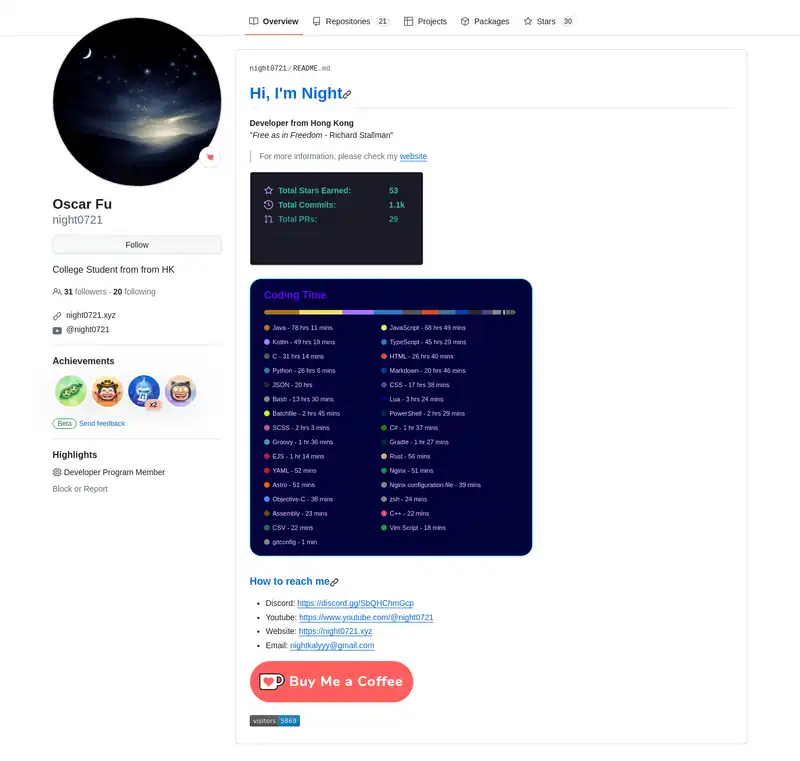 Overview Repositories 21 Projects Packages Stars 30
Oscar Fu
night0721
Follow
College Student from from HK
31 followers · 20 following
night0721.xyz
@night0721
Achievements
x2
Beta Send feedback
Highlights
Developer Program Member
Block or Report
night0721/README.md
Hi, I'm Night
Developer from Hong Kong
"Free as in Freedom - Richard Stallman"
For more information, please check my website
Total Stars Earned: 53
Total Commits: 1.1k
Total PRs: 29
Coding Time
Java - 78 hrs 11 mins JavaScript - 68 hrs 49 mins
Kotlin - 49 hrs 19 mins TypeScript - 45 hrs 29 mins
C - 31 hrs 14 mins HTML - 26 hrs 40 mins
Python - 26 hrs 6 mins Markdown - 20 hrs 46 mins
JSON - 20 hrs CSS - 17 hrs 38 mins
Bash - 13 hrs 30 mins Lua - 3 hrs 24 mins
Batchfile - 2 hrs 45 mins PowerShell - 2 hrs 29 mins
SCSS - 2 hrs 3 mins C# - 1 hr 37 mins
Groovy - 1 hr 36 mins Gradle - 1 hr 27 mins
EJS - 1 hr 14 mins Rust - 56 mins
YAML - 52 mins Nginx - 51 mins
Astro - 51 mins Nginx configuration file - 39 mins
Objective-C - 38 mins zsh - 24 mins
Assembly - 23 mins C++ - 22 mins
CSV - 22 mins Vim Script - 18 mins
gitconfig - 1 min
How to reach me
Discord: https://discord.gg/SbQHChmGcp
Youtube: https://www.youtube.com/@night0721
Website: https://night0721.xyz
Email: nightkalyyy@gmail.com
Buy Me a Coffee
visitors 5869